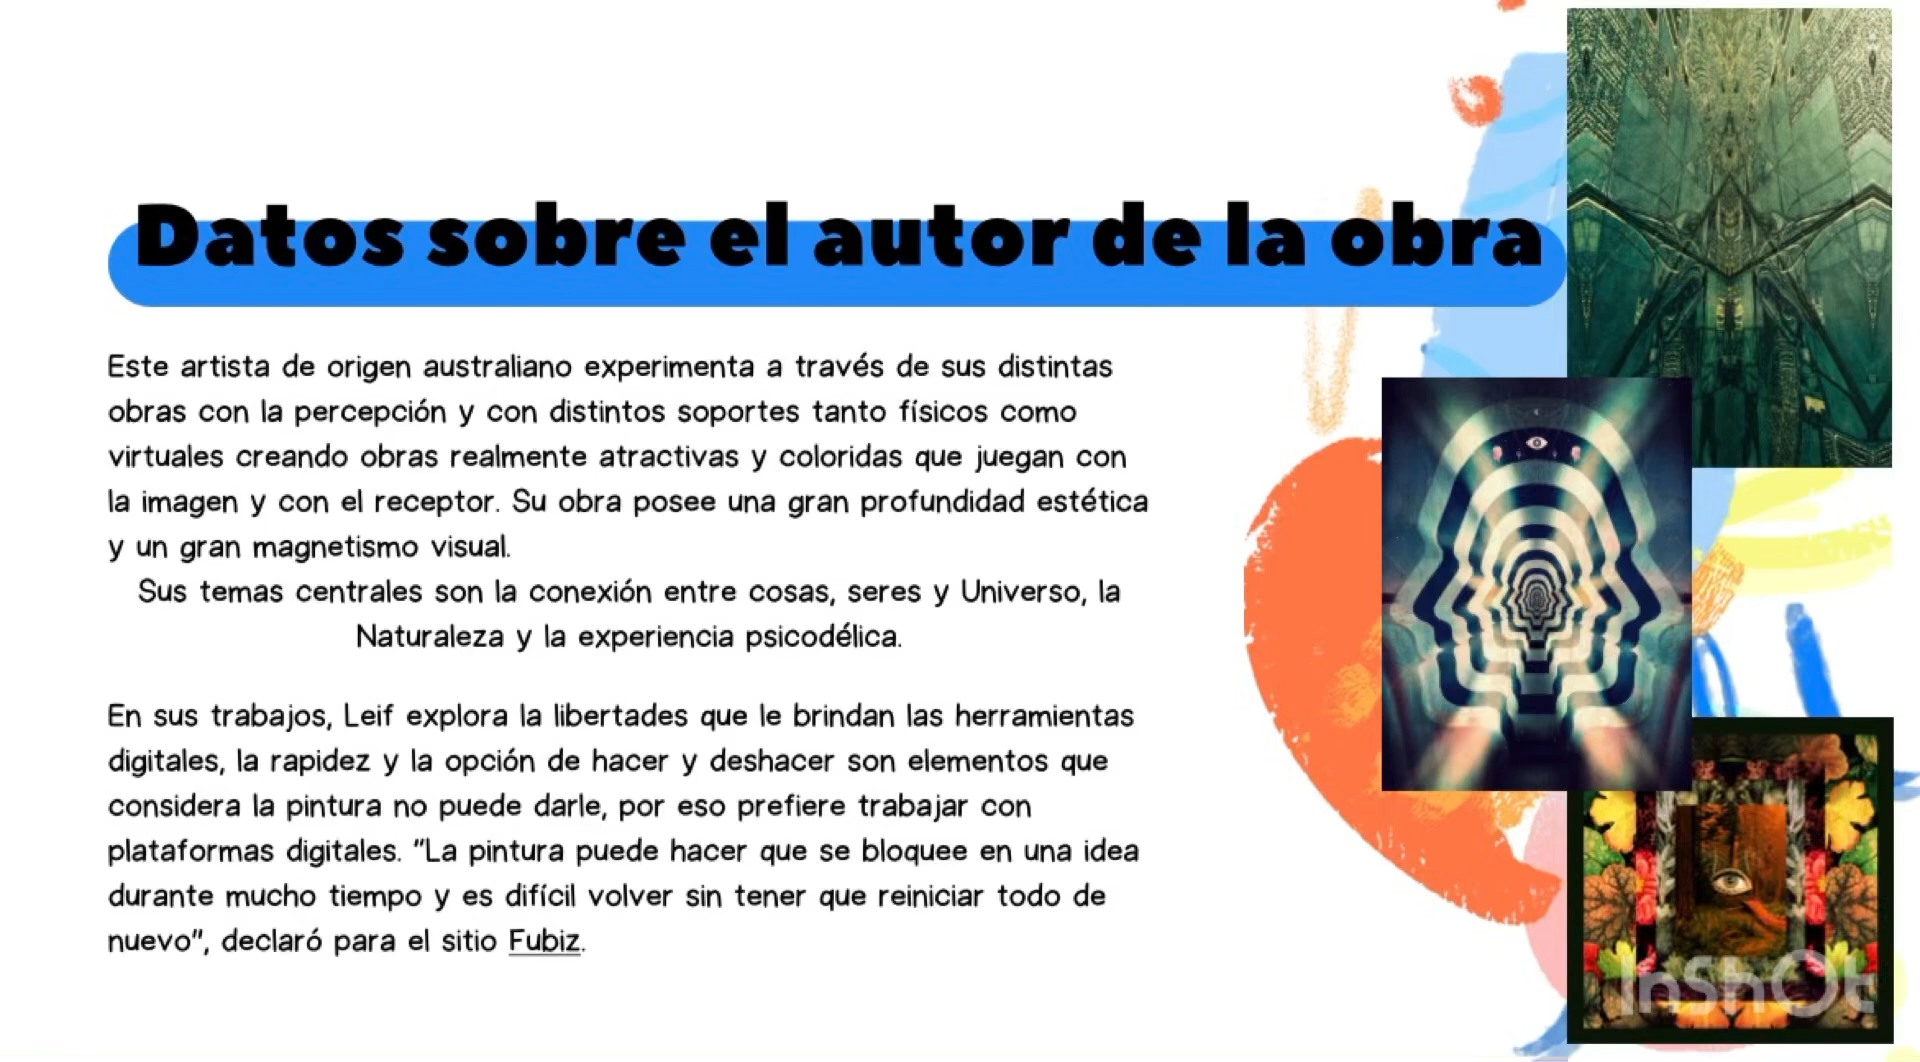 Datos sobre el autor de la obra
Este artista de origen australiano experimenta a través de sus distintas
obras con la percepción y con distintos soportes tanto físicos como
virtuales creando obras realmente atractivas y coloridas que juegan con
la imagen y con el receptor. Su obra posee una gran profundidad estética
y un gran magnetismo visual.
Sus temas centrales son la conexión entre cosas, seres y Universo, la
Naturaleza y la experiencia psicodélica.
En sus trabajos, Leif explora la libertades que le brindan las herramientas
digitales, la rapidez y la opción de hacer y deshacer son elementos que
considera la pintura no puede darle, por eso prefiere trabajar con
plataformas digitales. "La pintura puede hacer que se bloquee en una idea
durante mucho tiempo y es difícil volver sin tener que reiniciar todo de
nuevo", declaró para el sitio Fubiz.
InShOt